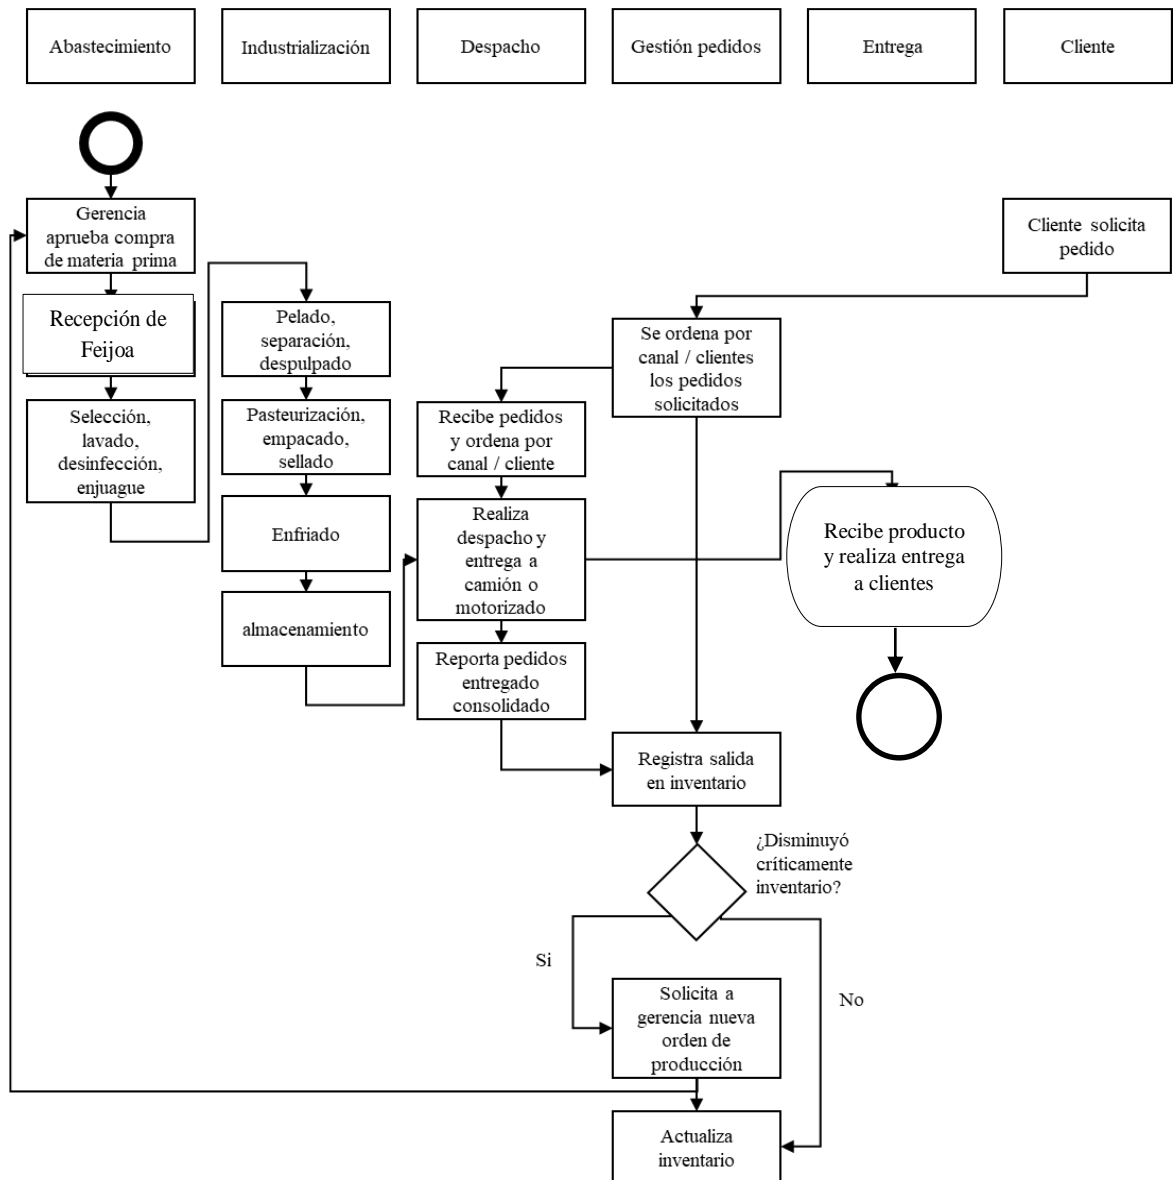 Abastecimiento
Industrialización
Despacho
Gestión pedidos
Entrega
Cliente
Gerencia
aprueba compra
de materia prima
Recepción de
Feijoa
Selección,
lavado,
desinfección,
enjuague
Pelado,
separación,
despulpado
Pasteurización,
empacado,
sellado
Enfriado
almacenamiento
Recibe pedidos
y ordena por
canal / cliente
Realiza
despacho y
entrega a
camión o
motorizado
Reporta pedidos
entregado
consolidado
Se ordena por
canal / clientes
los pedidos
solicitados
Registra salida
en inventario
¿Disminuyó
críticamente
inventario?
Si
No
Solicita a
gerencia nueva
orden de
producción
Actualiza
inventario
Recibe producto
y realiza entrega
a clientes
Cliente solicita
pedido